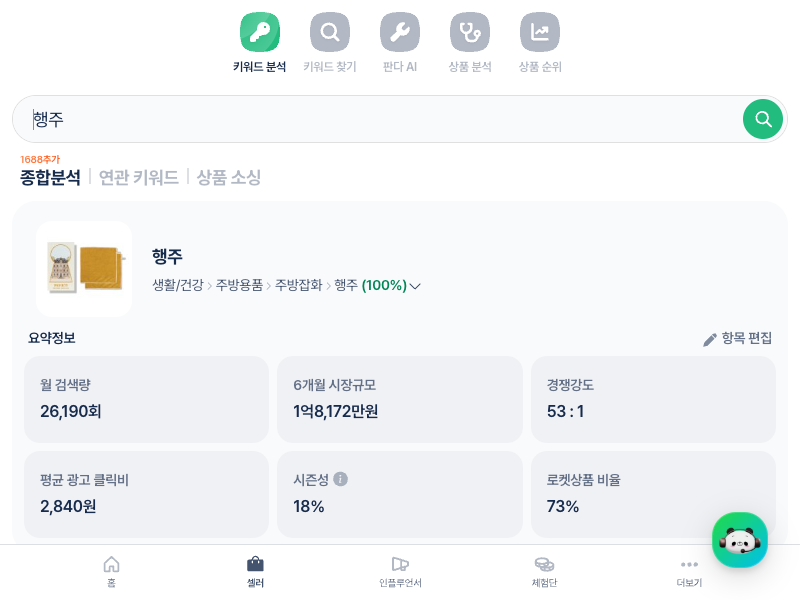 키워드 분석 키워드 찾기 판다 AI 상품 분석 상품 순위
행주
1688추가
종합분석 연관 키워드 상품 소싱
행주
생활/건강 > 주방용품 > 주방잡화 > 행주 (100%)
요약정보 항목 편집
월 검색량 6개월 시장규모 경쟁강도
26,190회 1억8,172만원 53 : 1
평균 광고 클릭비 시즌성 로켓상품 비율
2,840원 18% 73%
홈 셀러 인플루언서 체험단 더보기